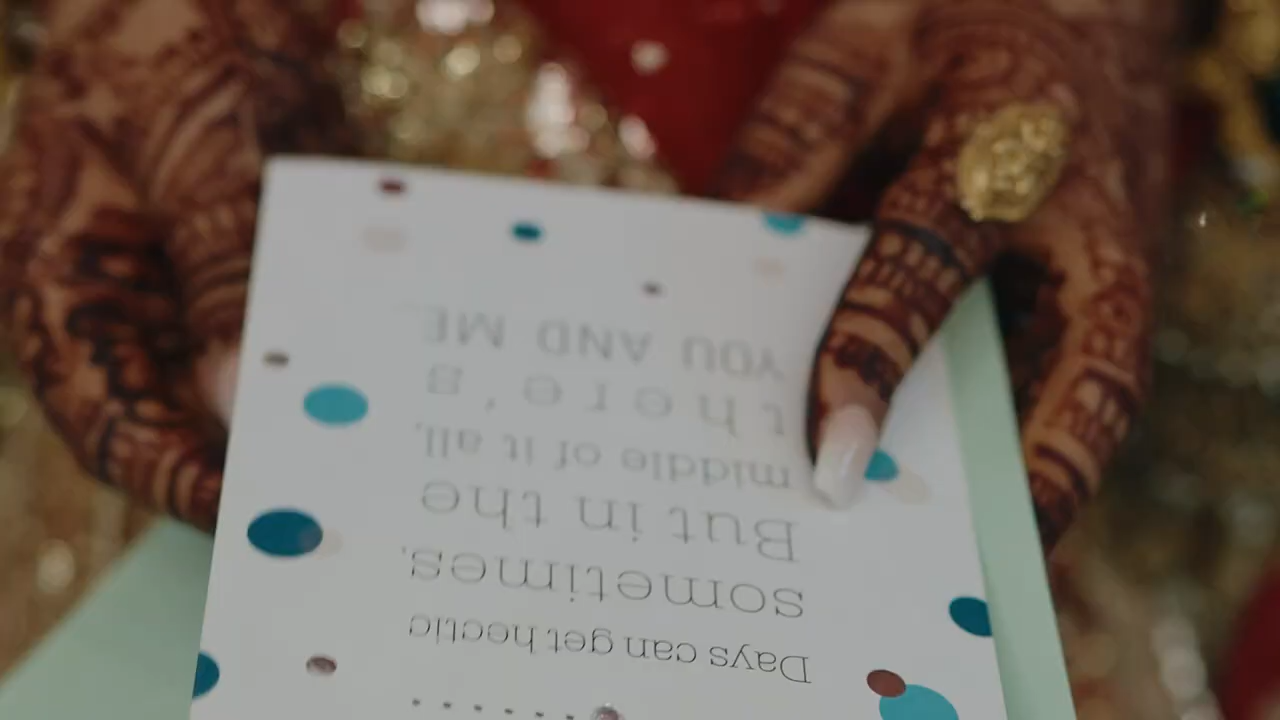 Days can get hectic
sometimes.
But in the
middle of it all,
there's
YOU AND ME